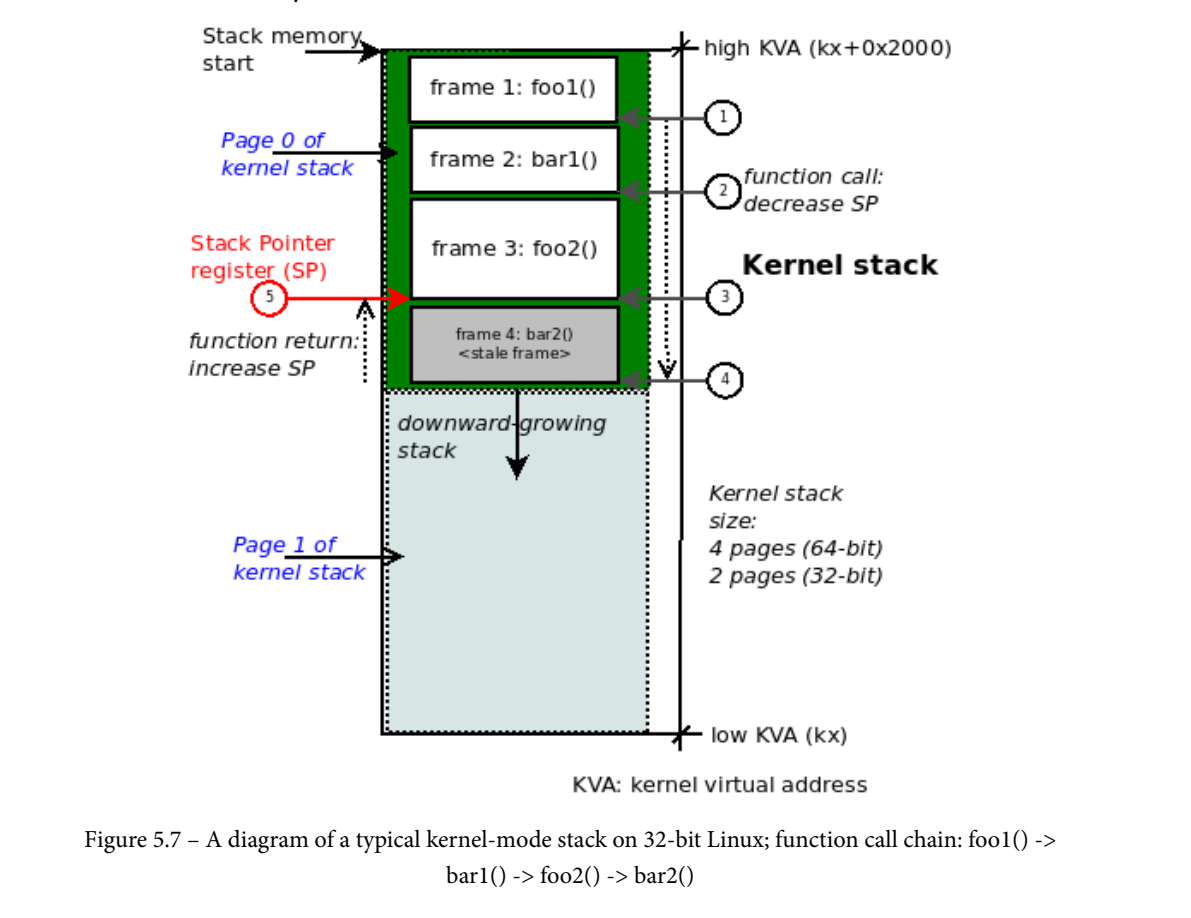 Stack memory
start
high KVA (kx+0x2000)
frame 1: foo1()
1
Page 0 of
kernel stack
frame 2: bar1()
2
function call:
decrease SP
Stack Pointer
register (SP)
frame 3: foo2()
Kernel stack
5
3
function return:
increase SP
frame 4: bar2()
<stale frame>
4
downward-growing
stack
Kernel stack
size:
4 pages (64-bit)
2 pages (32-bit)
Page 1 of
kernel stack
low KVA (kx)
KVA: kernel virtual address
Figure 5.7 – A diagram of a typical kernel-mode stack on 32-bit Linux; function call chain: foo1() ->
bar1() -> foo2() -> bar2()